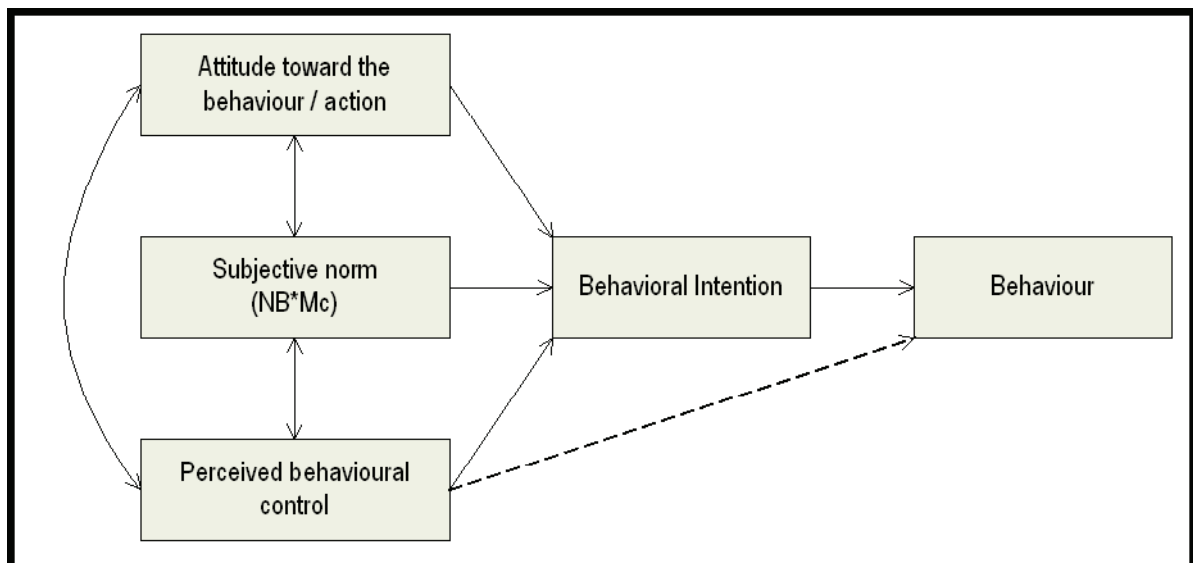 Attitude toward the
behaviour / action
Subjective norm
(NB*Mc)
Behavioral Intention
Behaviour
Perceived behavioural
control